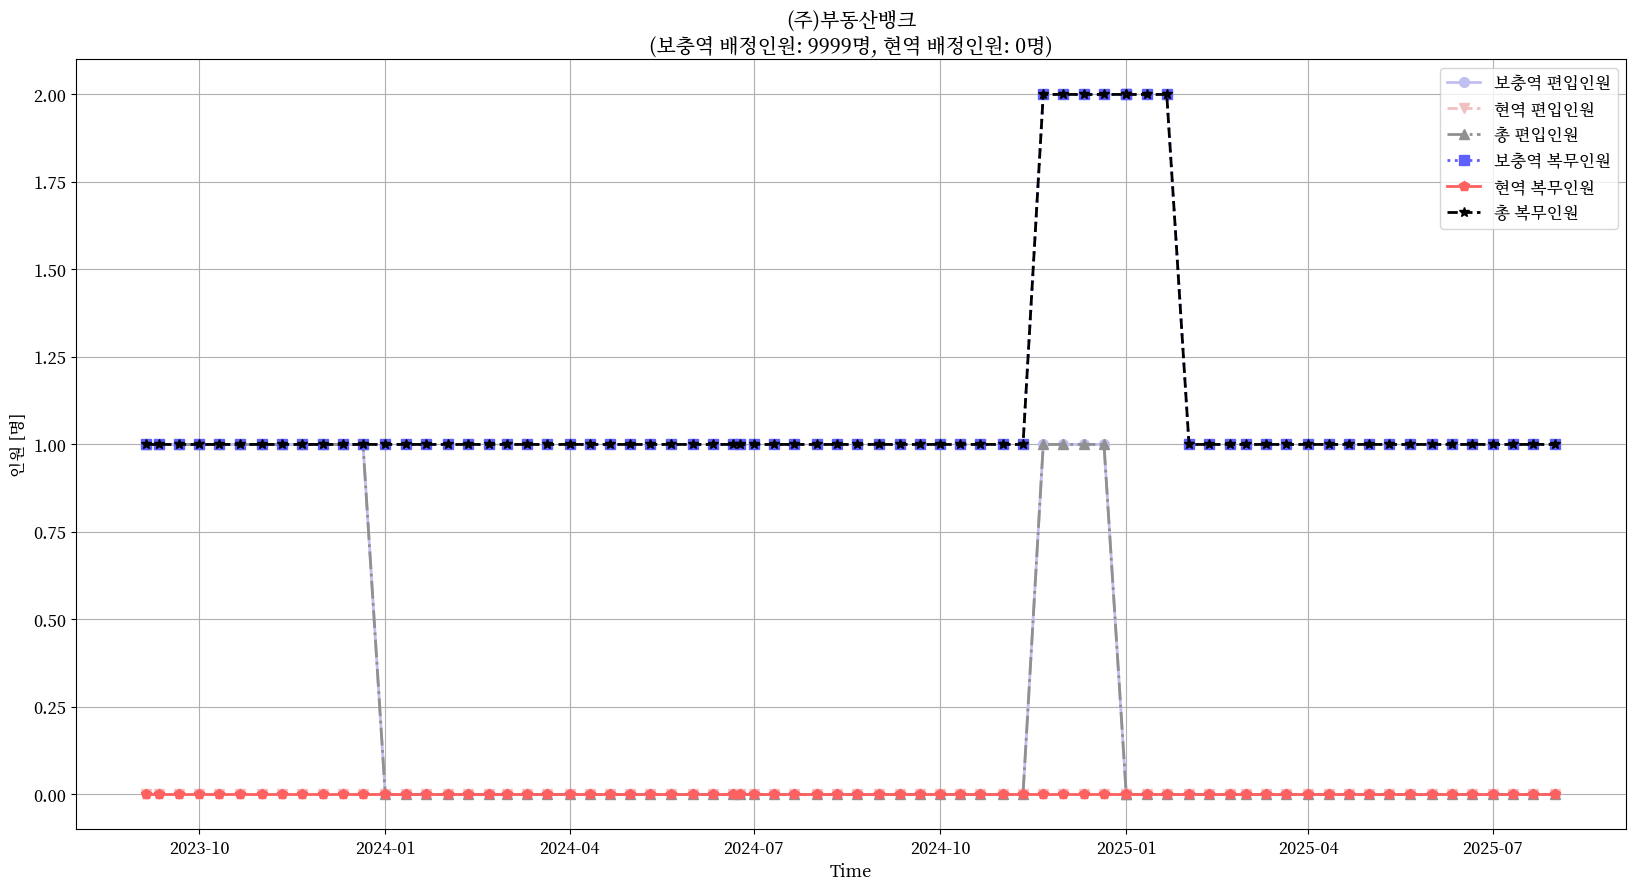 (주)부동산뱅크
(보충역 배정인원: 9999명, 현역 배정인원: 0명)
보충역 편입인원
현역 편입인원
총 편입인원
보충역 복무인원
현역 복무인원
총 복무인원
인원 [명]
2.00
1.75
1.50
1.25
1.00
0.75
0.50
0.25
0.00
2023-10 2024-01 2024-04 2024-07 2024-10 2025-01 2025-04 2025-07
Time